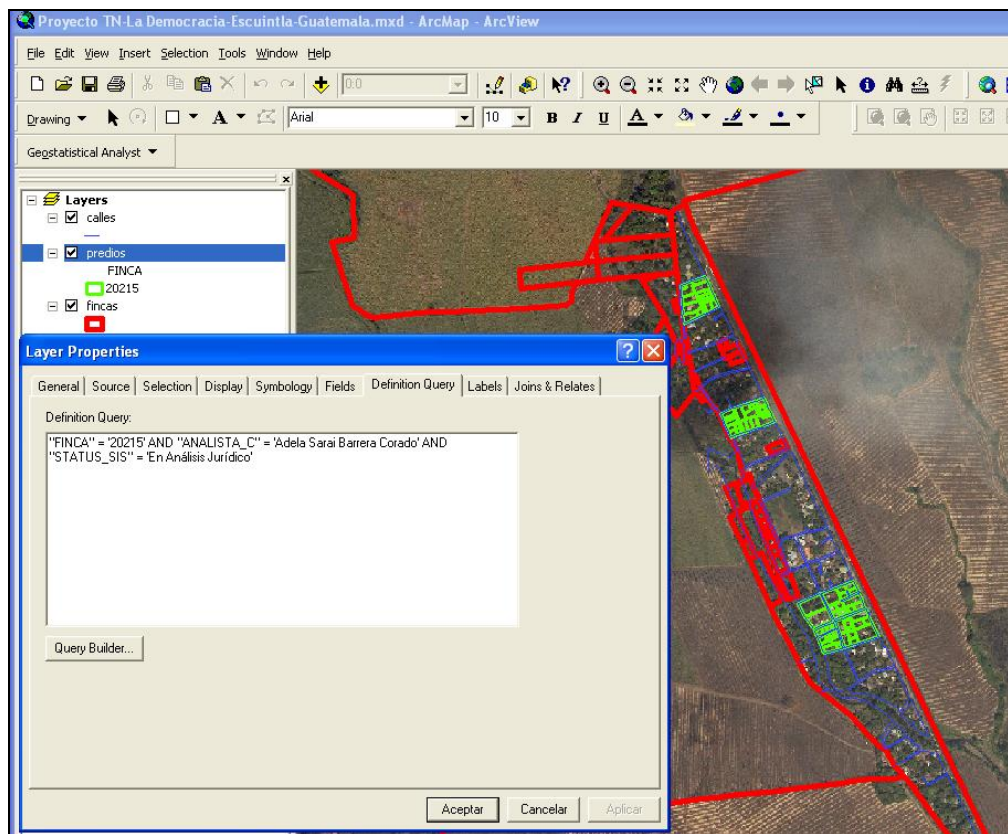 Proyecto TN-La Democracia-Escuintla-Guatemala.mxd - ArcMap - ArcView
File Edit View Insert Selection Tools Window Help
0.0
Drawing Arial 10 B I U A
Geostatistical Analyst
Layers
calles
predios
FINCA
20215
fincas
Layer Properties
General Source Selection Display Symbology Fields Definition Query Labels Joins & Relates
Definition Query:
"FINCA" = '20215' AND "ANALISTA_C" = 'Adela Sarai Barrera Corado' AND
"STATUS_SIS" = 'En Análisis Jurídico'
Query Builder...
Aceptar Cancelar Aplicar